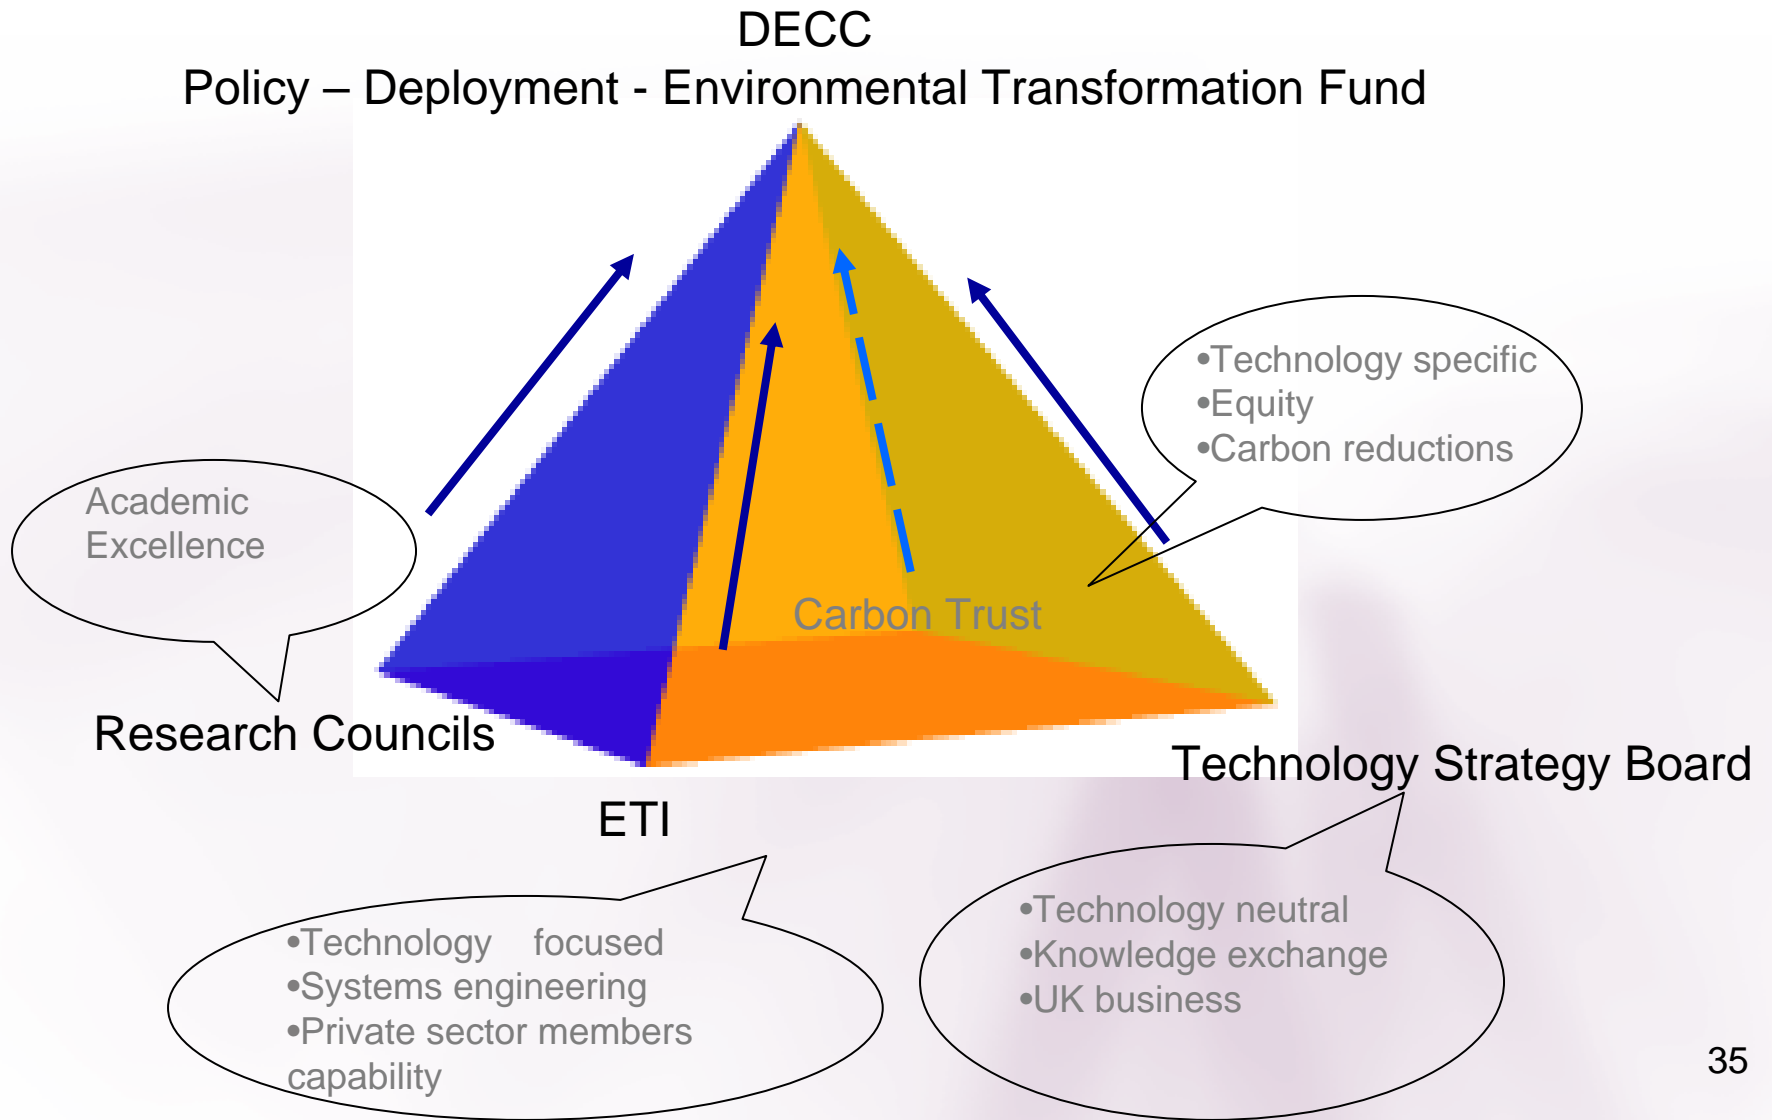 DECC
Policy – Deployment - Environmental Transformation Fund
•Technology specific
•Equity
•Carbon reductions
Academic
Excellence
Carbon Trust
Research Councils
Technology Strategy Board
ETI
•Technology focused
•Systems engineering
•Private sector members
capability
•Technology neutral
•Knowledge exchange
•UK business
35